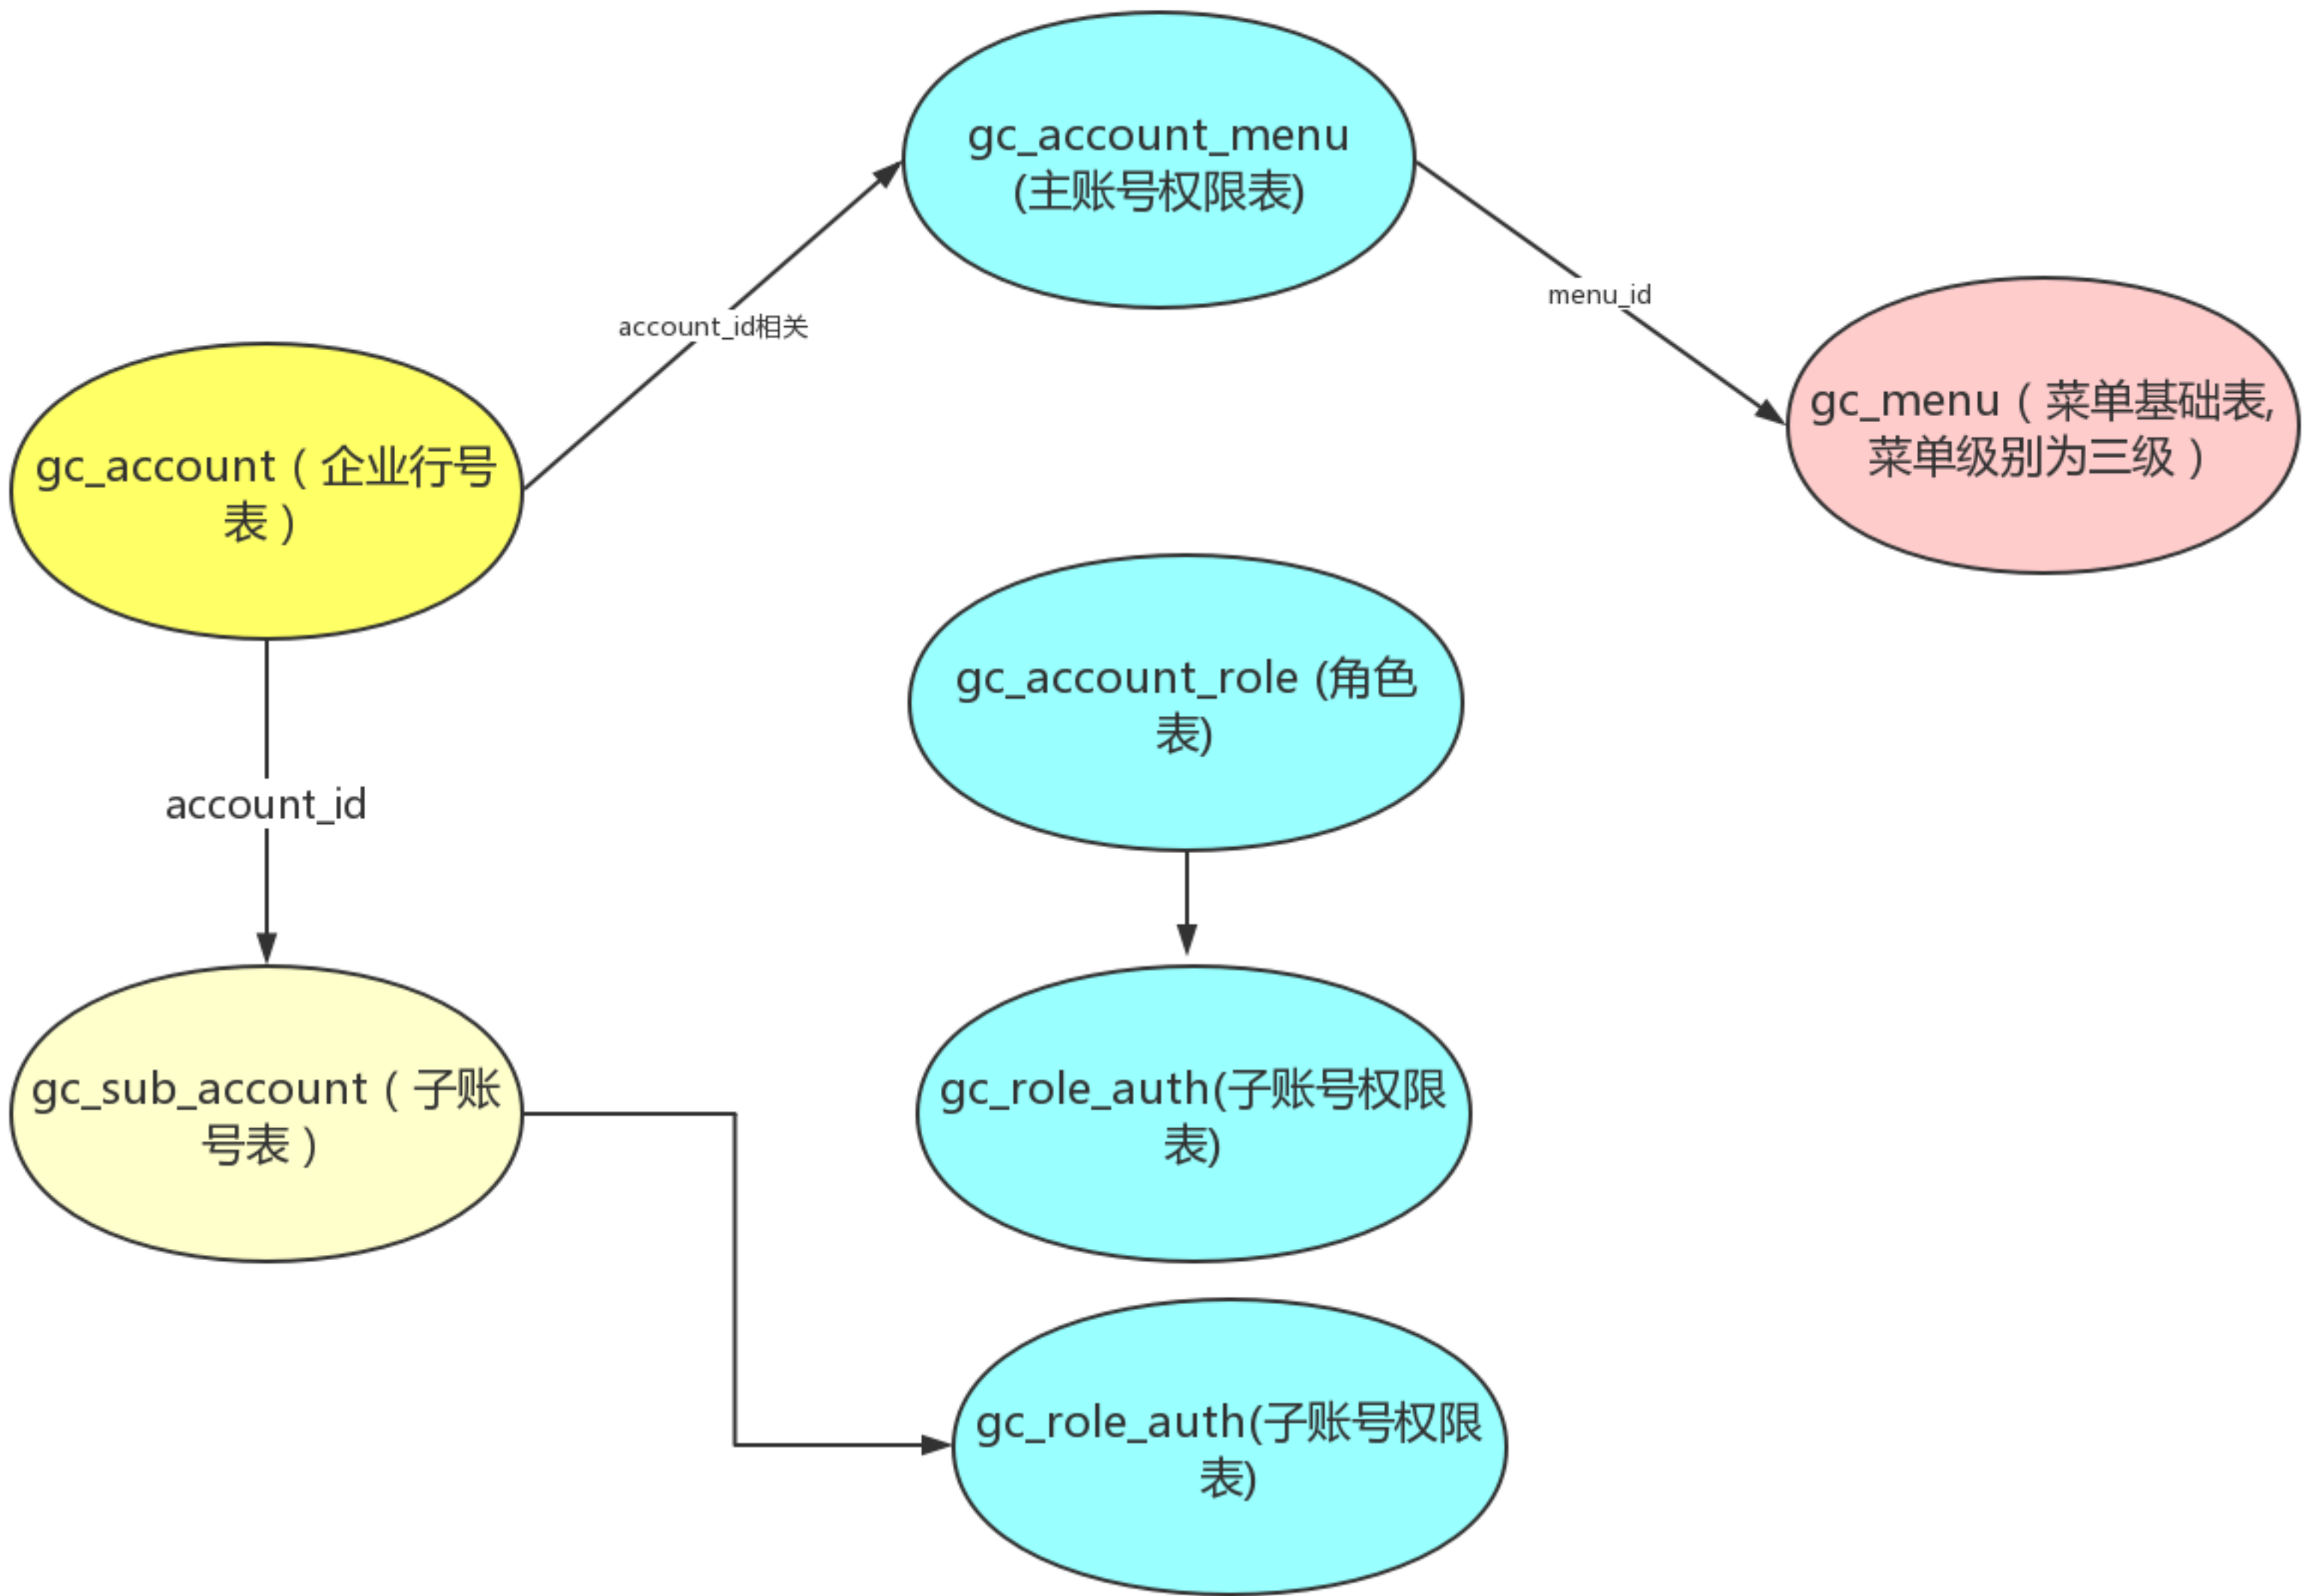 gc_account_menu
(主账号权限表)
account_id相关
menu_id
gc_menu（菜单基础表,
菜单级别为三级）
gc_account（企业行号
表）
gc_account_role (角色
表)
account_id
gc_sub_account（子账
号表）
gc_role_auth(子账号权限
表)
gc_role_auth(子账号权限
表)